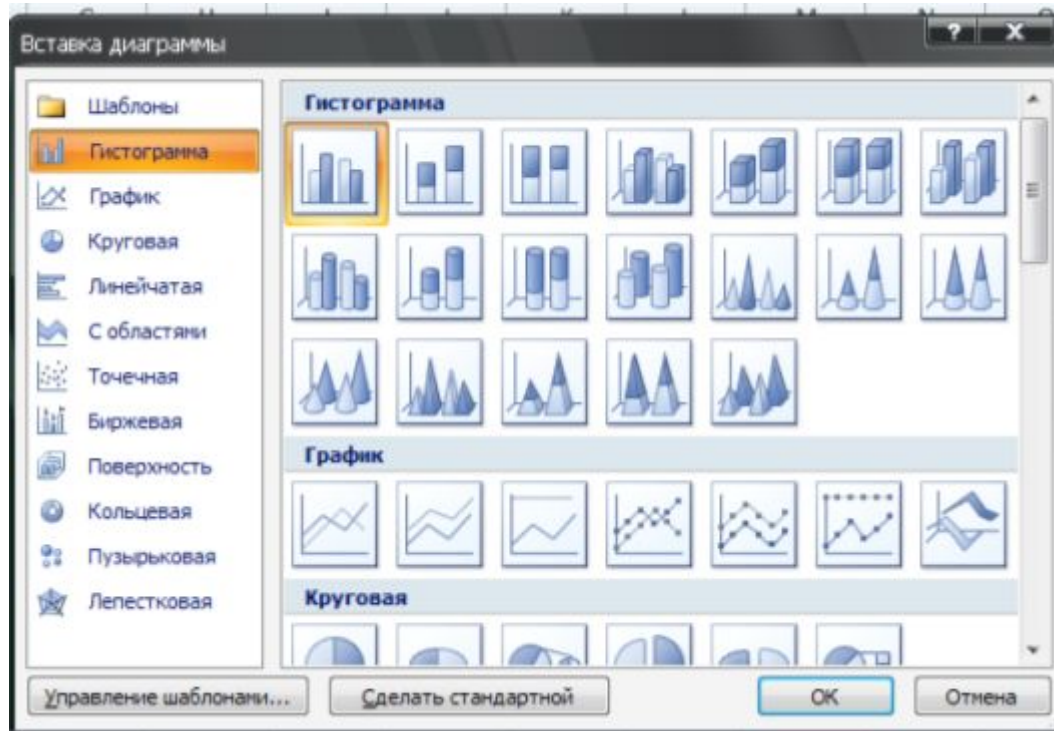 Вставка диаграммы
Шаблоны
Гистограмма
График
Круговая
Линейчатая
С областями
Точечная
Биржевая
Поверхность
Кольцевая
Пузырьковая
Лепестковая
Гистограмма
График
Круговая
Управление шаблонами...
Сделать стандартной
ОК
Отмена